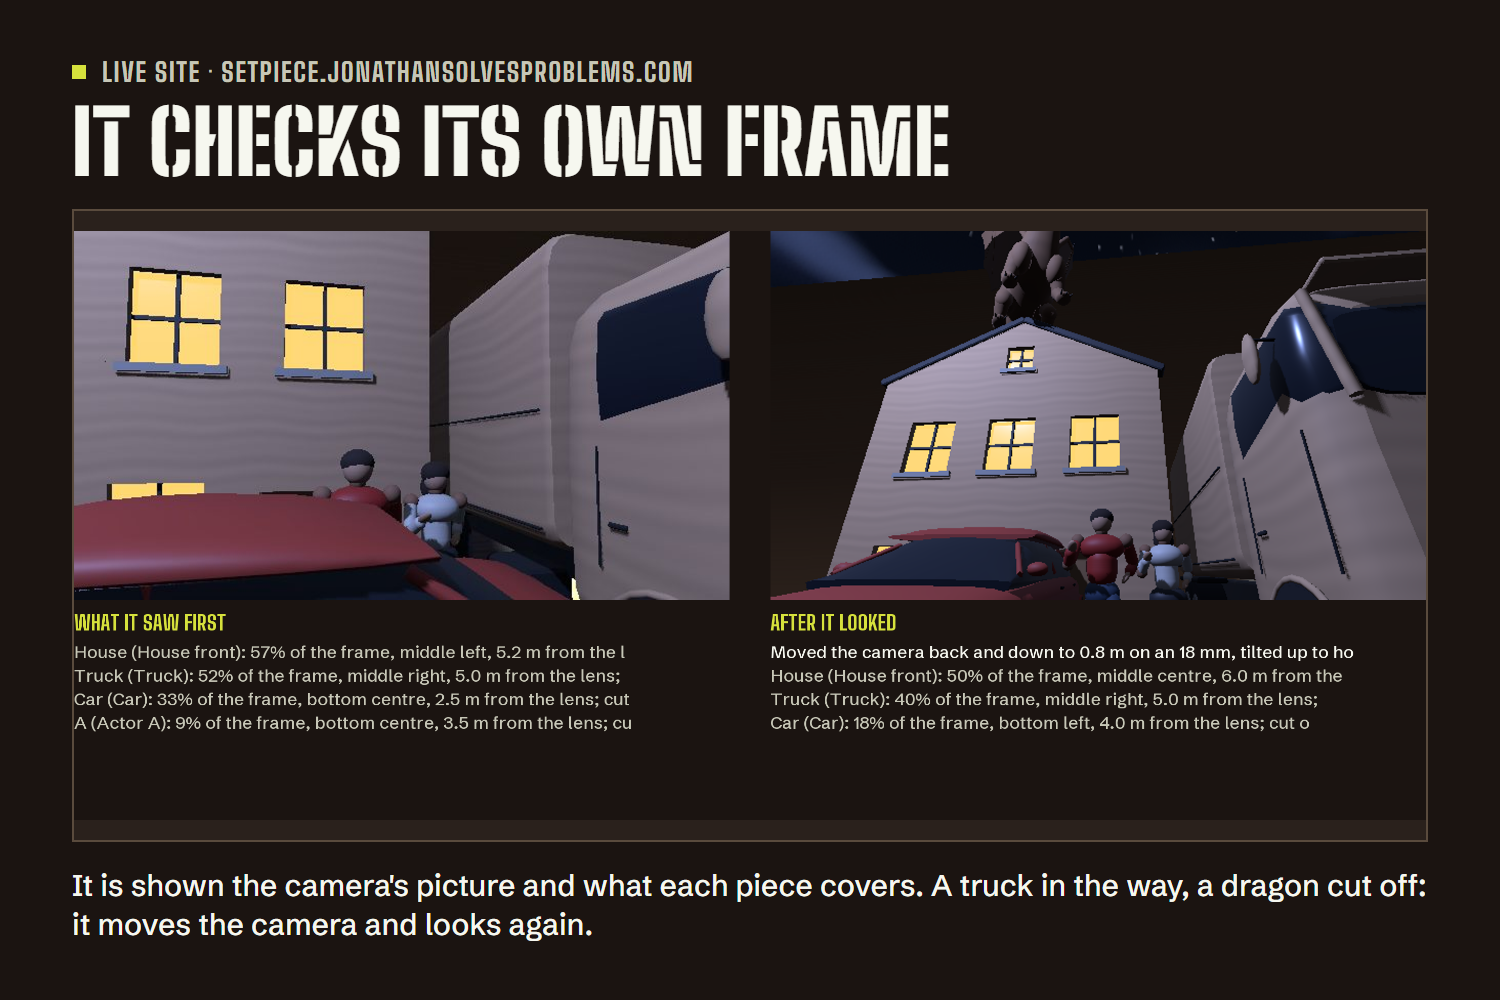 LIVE SITE · SETPIECE.JONATHANSOLVESPROBLEMS.COM
IT CHECKS ITS OWN FRAME
WHAT IT SAW FIRST
House (House front): 57% of the frame, middle left, 5.2 m from the l
Truck (Truck): 52% of the frame, middle right, 5.0 m from the lens;
Car (Car): 33% of the frame, bottom centre, 2.5 m from the lens; cut
A (Actor A): 9% of the frame, bottom centre, 3.5 m from the lens; cu
AFTER IT LOOKED
Moved the camera back and down to 0.8 m on an 18 mm, tilted up to ho
House (House front): 50% of the frame, middle centre, 6.0 m from the
Truck (Truck): 40% of the frame, middle right, 5.0 m from the lens;
Car (Car): 18% of the frame, bottom left, 4.0 m from the lens; cut o
It is shown the camera's picture and what each piece covers. A truck in the way, a dragon cut off:
it moves the camera and looks again.